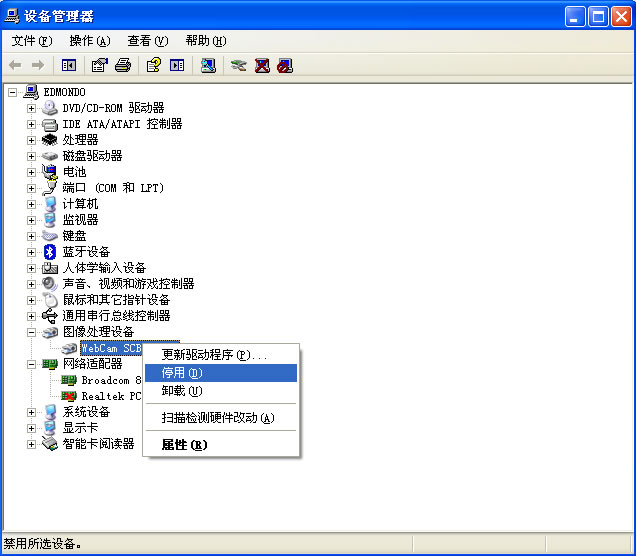 设备管理器
文件(F) 操作(A) 查看(V) 帮助(H)
EDMONDO
DVD/CD-ROM 驱动器
IDE ATA/ATAPI 控制器
处理器
磁盘驱动器
电池
端口 (COM 和 LPT)
计算机
监视器
键盘
蓝牙设备
人体学输入设备
声音、视频和游戏控制器
鼠标和其它指针设备
通用串行总线控制器
图像处理设备
WebCam SCB
更新驱动程序(P)...
网络适配器
停用(D)
Broadcom 8
卸载(U)
Realtek PC
系统设备
扫描检测硬件改动(A)
显示卡
智能卡阅读器
属性(R)
禁用所选设备。